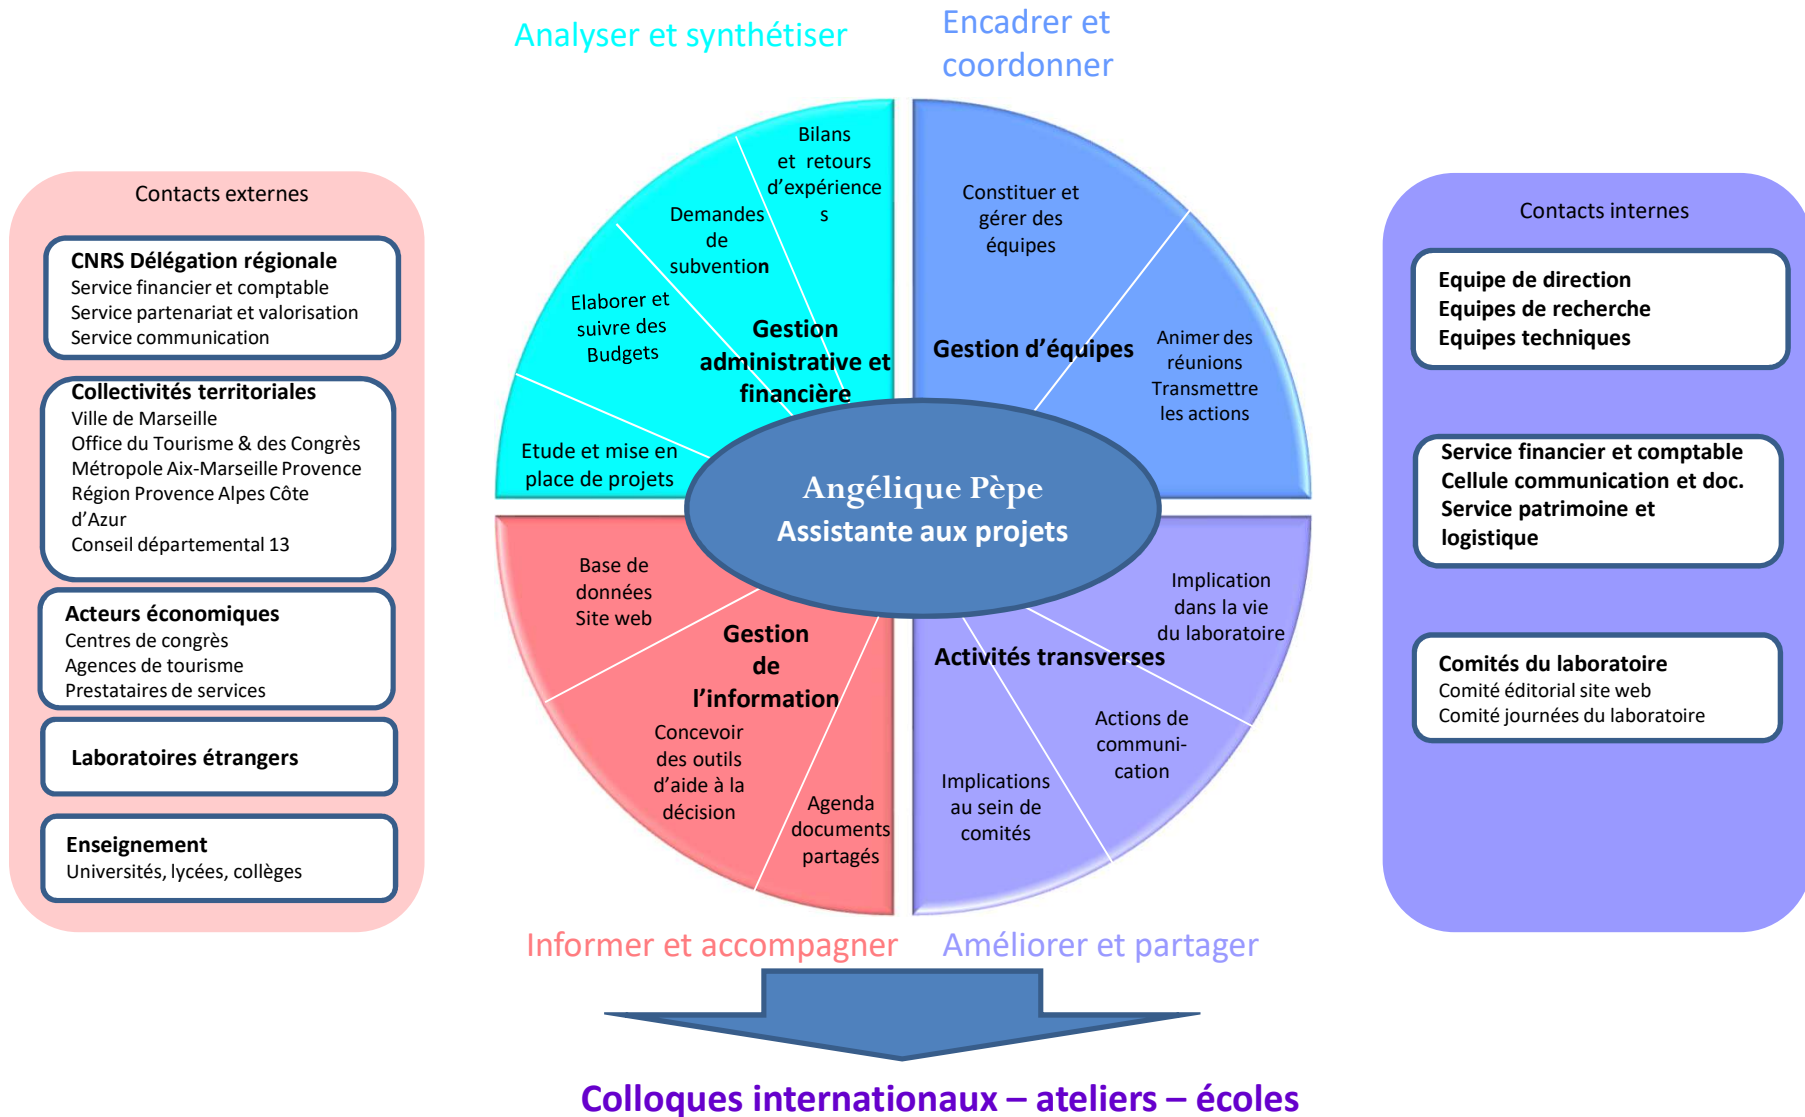 Analyser et synthétiser
Encadrer et
coordonner
Contacts externes
CNRS Délégation régionale
Service financier et comptable
Service partenariat et valorisation
Service communication
Collectivités territoriales
Ville de Marseille
Office du Tourisme & des Congrès
Métropole Aix-Marseille Provence
Région Provence Alpes Côte
d'Azur
Conseil départemental 13
Acteurs économiques
Centres de congrès
Agences de tourisme
Prestataires de services
Laboratoires étrangers
Enseignement
Universités, lycées, collèges
Bilans
et retours
d'expérience
s
Demandes
de
subvention
Elaborer et
suivre des
Budgets
Etude et mise en
place de projets
Gestion
administrative et
financière
Constituer et
gérer des
équipes
Gestion d'équipes
Animer des
réunions
Transmettre
les actions
Angélique Pèpe
Assistante aux projets
Base de
données
Site web
Gestion
de
l'information
Concevoir
des outils
d'aide à la
décision
Agenda
documents
partagés
Implication
dans la vie
du laboratoire
Activités transverses
Actions de
communi-
cation
Implications
au sein de
comités
Contacts internes
Equipe de direction
Equipes de recherche
Equipes techniques
Service financier et comptable
Cellule communication et doc.
Service patrimoine et
logistique
Comités du laboratoire
Comité éditorial site web
Comité journées du laboratoire
Informer et accompagner
Améliorer et partager
Colloques internationaux – ateliers – écoles